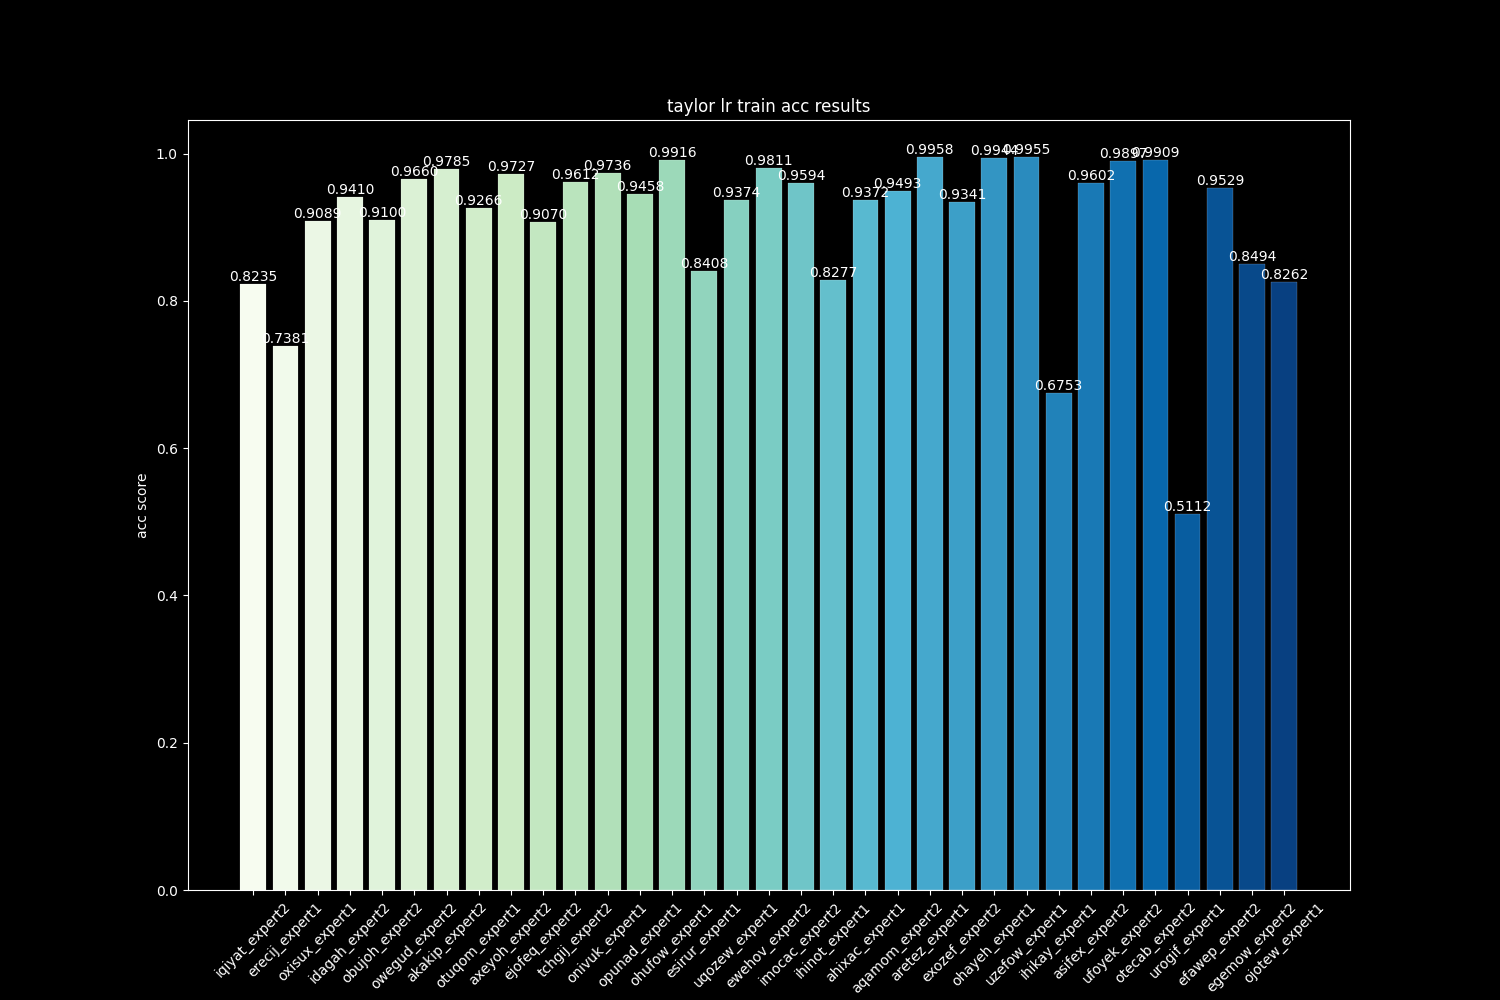 taylor lr train acc results
acc score
1.0
0.8
0.6
0.4
0.2
0.0
0.8235
0.7381
0.9089
0.9410
0.9100
0.9660
0.9785
0.9266
0.9727
0.9070
0.9612
0.9736
0.9458
0.9916
0.8408
0.9374
0.9811
0.9594
0.8277
0.9372
0.9493
0.9958
0.9341
0.9944
0.9955
0.6753
0.9602
0.9897
0.9909
0.5112
0.9529
0.8494
0.8262
iqjyat_expert2
erecij_expert1
oxisux_expert1
idagah_expert2
obujoh_expert2
owegud_expert2
akakip_expert2
otuqom_expert1
axeyoh_expert2
ejofeq_expert2
tchgjj_expert2
onivuk_expert1
opunad_expert1
ohufow_expert1
esirur_expert1
uqozew_expert1
ewehov_expert2
imocac_expert2
ihinot_expert1
ahixac_expert1
aqamom_expert2
aretez_expert1
exozef_expert2
ohayeh_expert1
uzefow_expert1
ihikay_expert1
asifex_expert2
ufoyek_expert2
otecab_expert2
urogif_expert1
efawep_expert2
egemow_expert2
ojotew_expert1